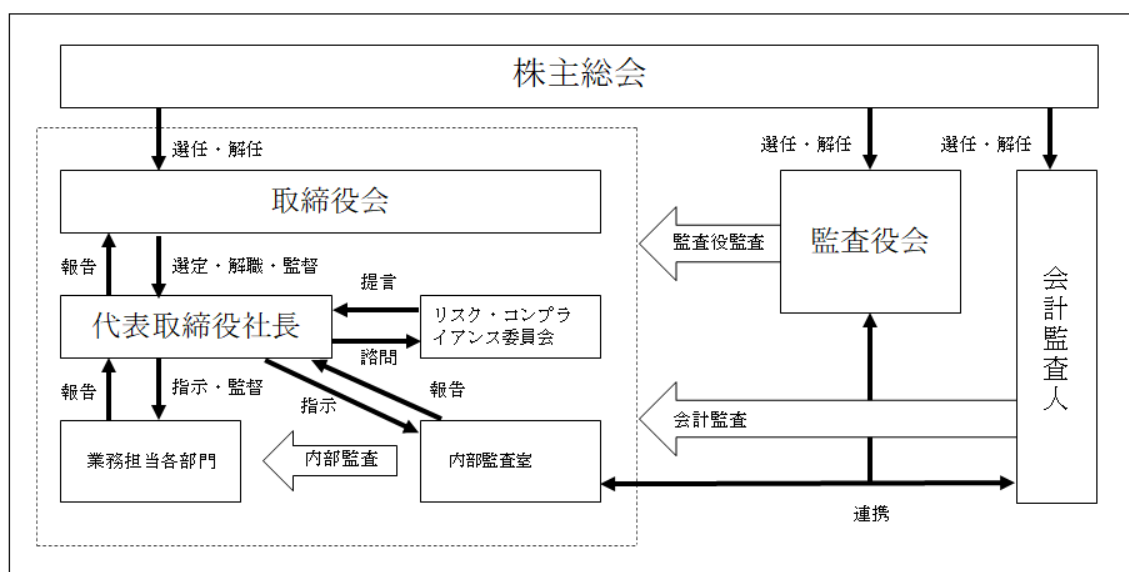 株主総会
選任・解任
選任・解任
選任・解任
取締役会
監査役会
会計監査人
監査役監査
報告
選定・解職・監督
提言
代表取締役社長
リスク・コンプラ
イアンス委員会
諮問
報告
指示・監督
指示
報告
会計監査
業務担当各部門
内部監査
内部監査室
連携